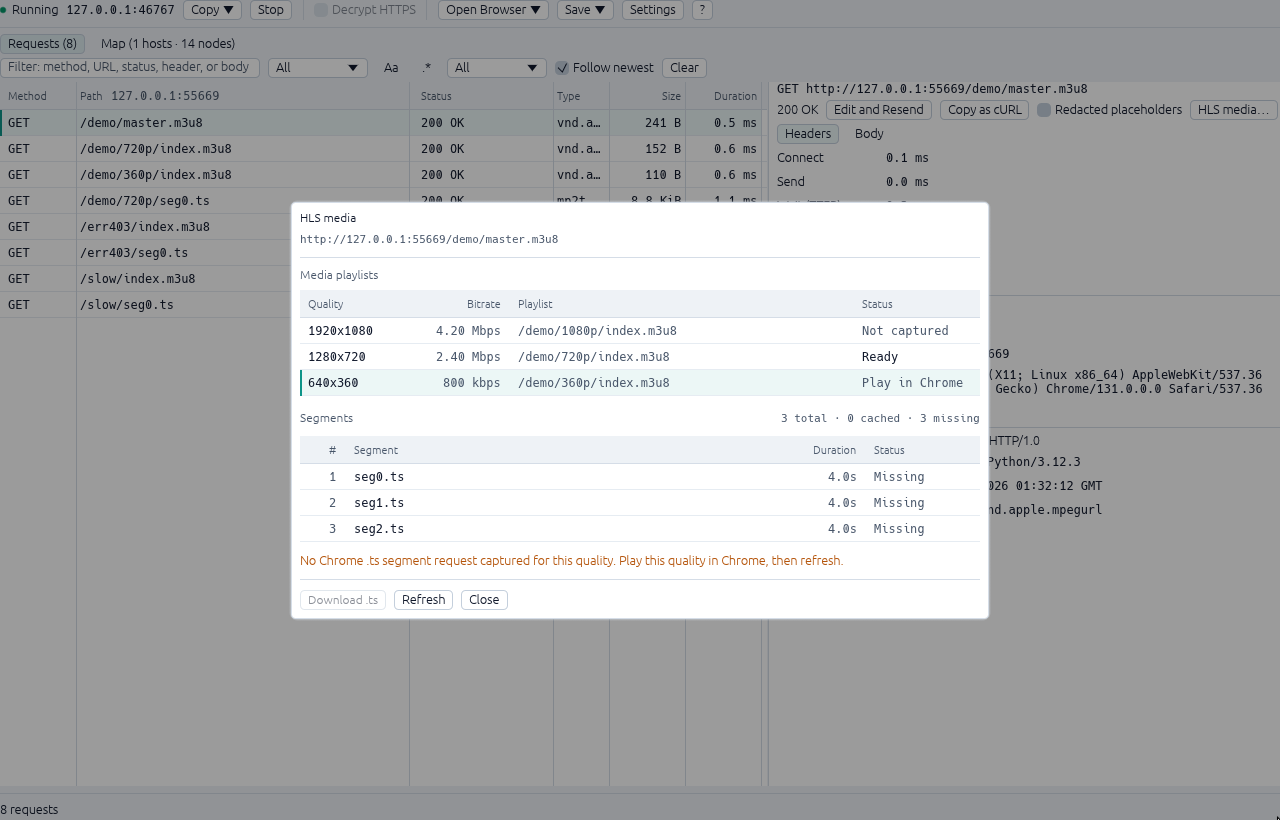 Running 127.0.0.1:46767 Copy ▼ Stop Decrypt HTTPS Open Browser ▼ Save ▼ Settings ?
Requests (8) Map (1 hosts · 14 nodes)
Filter: method, URL, status, header, or body All Aa .* All Follow newest Clear
Method Path 127.0.0.1:55669 Status Type Size Duration
GET /demo/master.m3u8 200 OK vnd.a… 241 B 0.5 ms
GET /demo/720p/index.m3u8 200 OK vnd.a… 152 B 0.6 ms
GET /demo/360p/index.m3u8 200 OK vnd.a… 110 B 0.6 ms
GET /demo/720p/seg0.ts 200 OK mp2t 8.8 KiB 1.1 ms
GET /err403/index.m3u8
GET /err403/seg0.ts
GET /slow/index.m3u8
GET /slow/seg0.ts
GET http://127.0.0.1:55669/demo/master.m3u8
200 OK Edit and Resend Copy as cURL Redacted placeholders HLS media…
Headers Body
Connect 0.1 ms
Send 0.0 ms
HLS media
http://127.0.0.1:55669/demo/master.m3u8
Media playlists
Quality Bitrate Playlist Status
1920x1080 4.20 Mbps /demo/1080p/index.m3u8 Not captured
1280x720 2.40 Mbps /demo/720p/index.m3u8 Ready
640x360 800 kbps /demo/360p/index.m3u8 Play in Chrome
Segments 3 total · 0 cached · 3 missing
# Segment Duration Status
1 seg0.ts 4.0s Missing
2 seg1.ts 4.0s Missing
3 seg2.ts 4.0s Missing
No Chrome .ts segment request captured for this quality. Play this quality in Chrome, then refresh.
Download .ts Refresh Close
669
(X11; Linux x86_64) AppleWebKit/537.36
Gecko) Chrome/131.0.0.0 Safari/537.36
HTTP/1.0
Python/3.12.3
026 01:32:12 GMT
nd.apple.mpegurl
8 requests